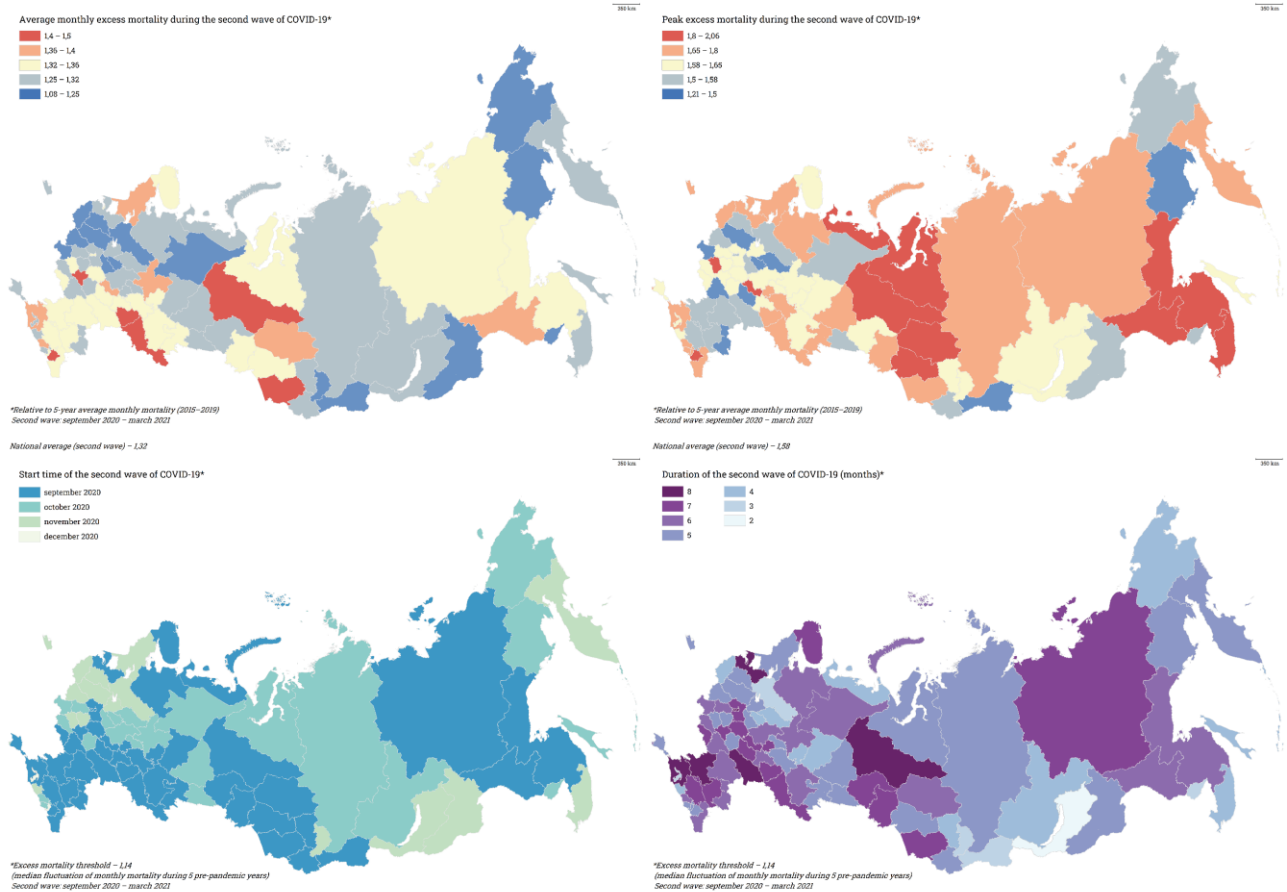 350 km
350 km
Average monthly excess mortality during the second wave of COVID-19*
1,4 – 1,5
1,36 – 1,4
1,32 – 1,36
1,25 – 1,32
1,08 – 1,25
*Relative to 5-year average monthly mortality (2015–2019)
Second wave: september 2020 – march 2021
National average (second wave) – 1,32
Peak excess mortality during the second wave of COVID-19*
1,8 – 2,06
1,65 – 1,8
1,58 – 1,65
1,5 – 1,58
1,21 – 1,5
*Relative to 5-year average monthly mortality (2015–2019)
Second wave: september 2020 – march 2021
National average (second wave) – 1,58
350 km
350 km
Start time of the second wave of COVID-19*
september 2020
october 2020
november 2020
december 2020
*Excess mortality threshold – 1,14
(median fluctuation of monthly mortality during 5 pre-pandemic years)
Second wave: september 2020 – march 2021
Duration of the second wave of COVID-19 (months)*
8 4
7 3
6 2
5
*Excess mortality threshold – 1,14
(median fluctuation of monthly mortality during 5 pre-pandemic years)
Second wave: september 2020 – march 2021